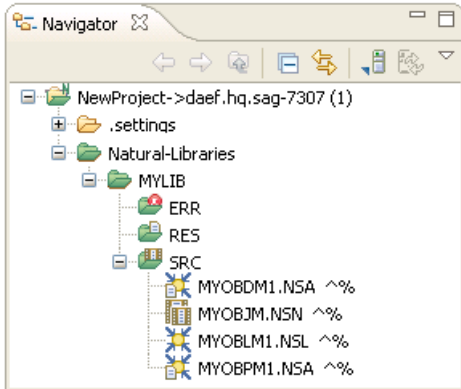 Navigator
NewProject->daef.hq.sag-7307 (1)
.settings
Natural-Libraries
MYLIB
ERR
RES
SRC
MYOBDM1.NSA ^%
MYOBJM.NSN ^%
MYOBLM1.NSL ^%
MYOBPM1.NSA ^%